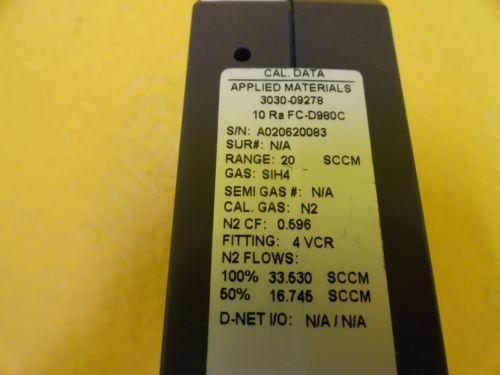 CAL. DATA
APPLIED MATERIALS
3030-09278
10 Ra FC-D980C
S/N: A020620083
SUR#: N/A
RANGE: 20 SCCM
GAS: SIH4
SEMI GAS #: N/A
CAL. GAS: N2
N2 CF: 0.596
FITTING: 4 VCR
N2 FLOWS:
100% 33.530 SCCM
50% 16.745 SCCM
D-NET I/O: N/A / N/A